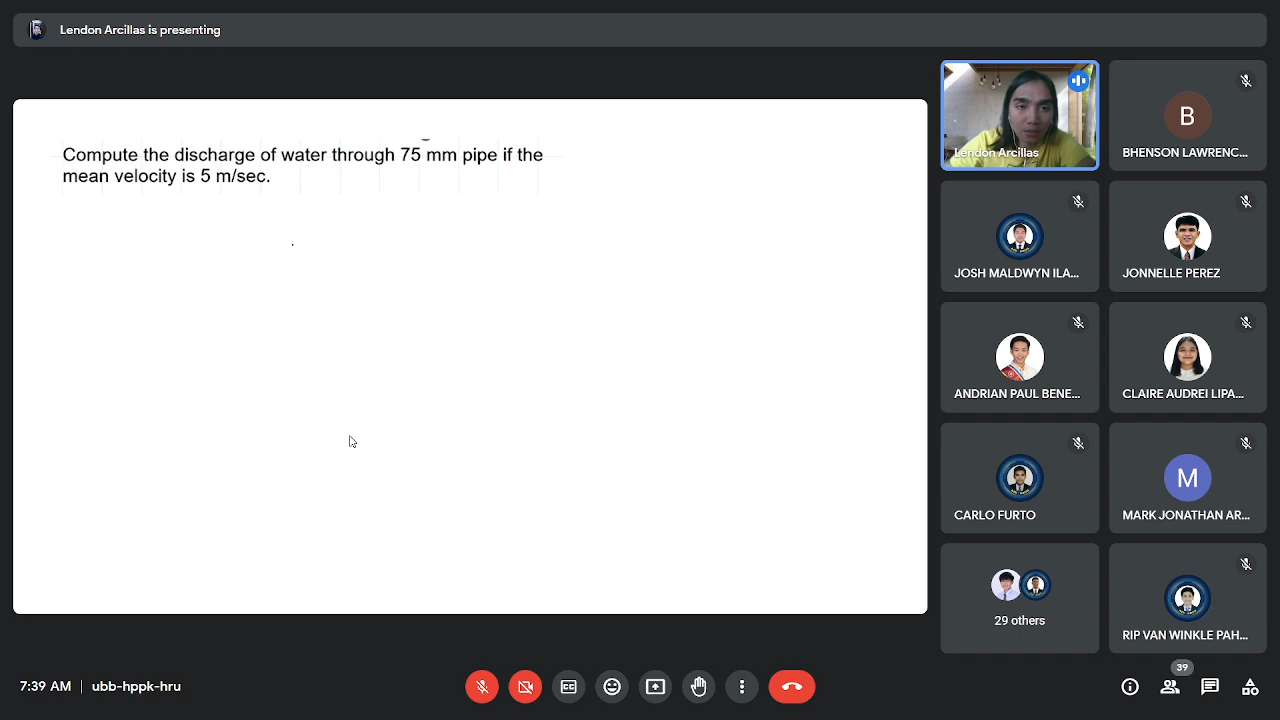 Lendon Arcillas is presenting
Compute the discharge of water through 75 mm pipe if the
mean velocity is 5 m/sec.
Lendon Arcillas
B
BHENSON LAWRENC...
JOSH MALDWYN ILA...
JONNELLE PEREZ
ANDRIAN PAUL BENE...
CLAIRE AUDREI LIPA...
CARLO FURTO
M
MARK JONATHAN AR...
29 others
RIP VAN WINKLE PAH...
7:39 AM | ubb-hppk-hru
39